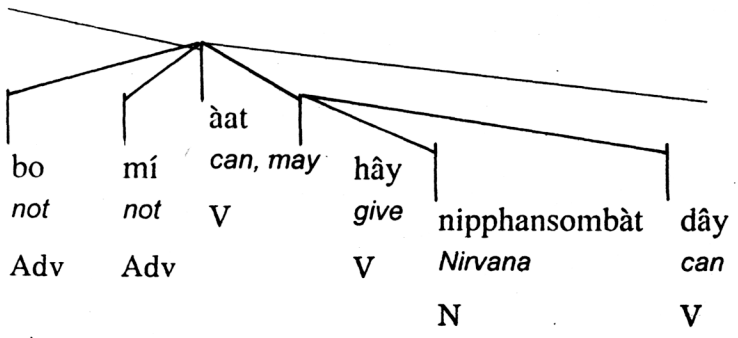 àat
bo mí can, may hây
not not V give nipphansombàt dây
Adv Adv V Nirvana can
N V